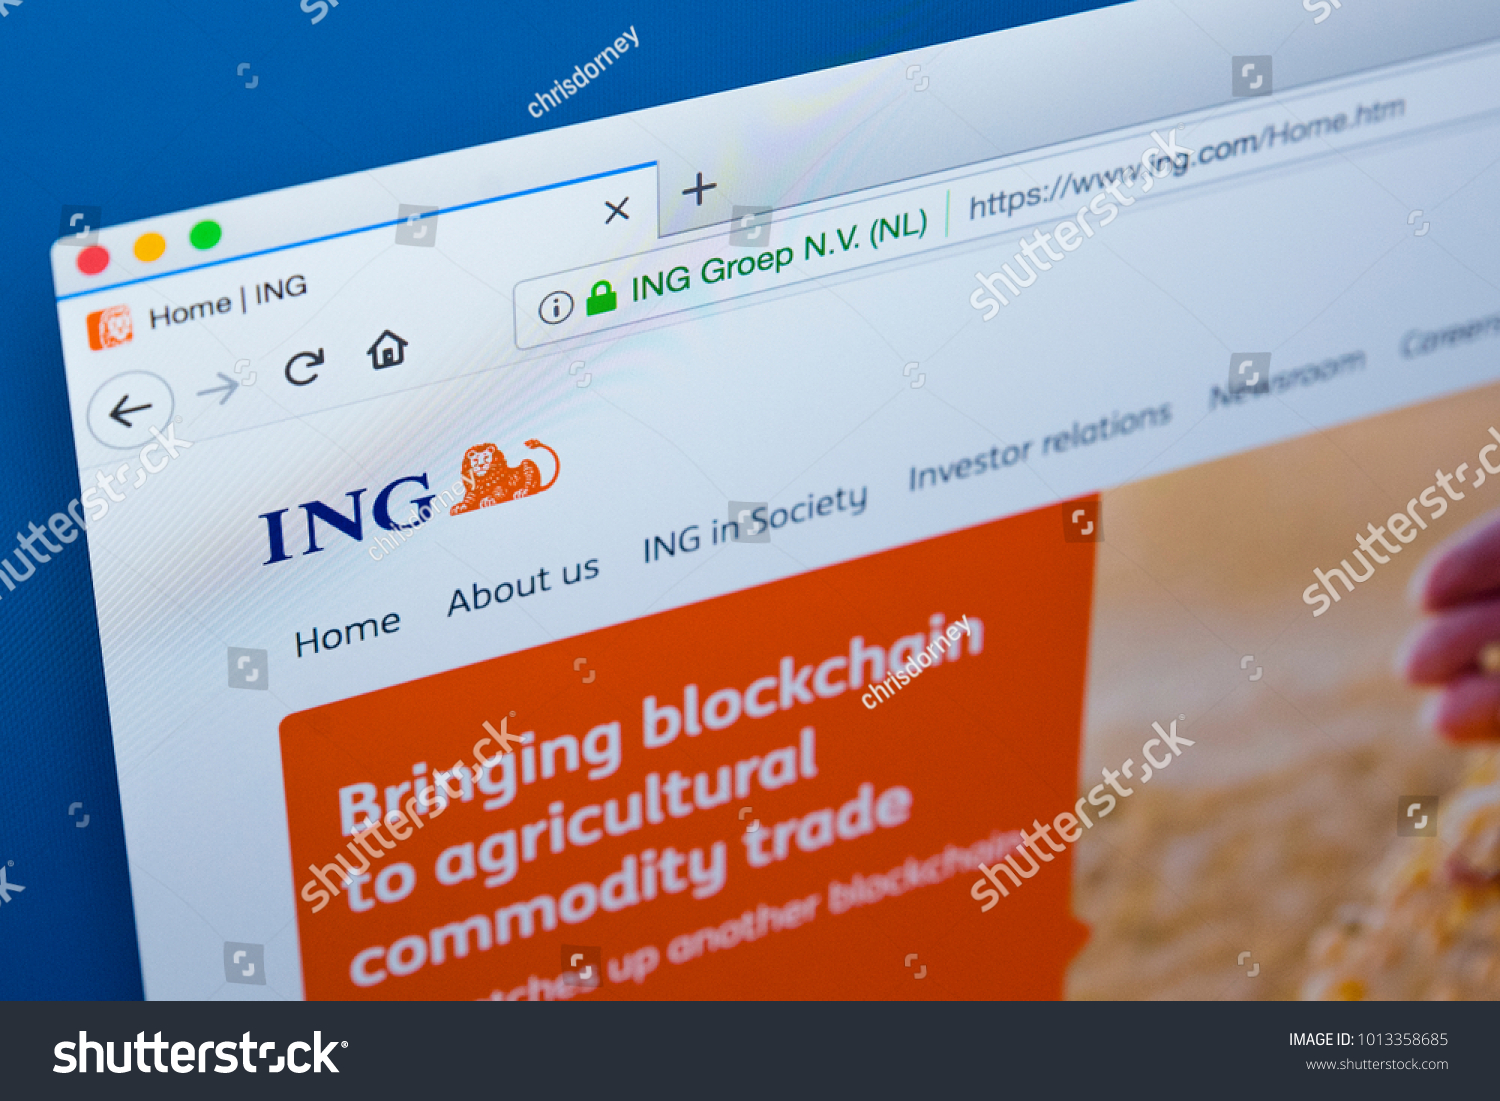 Home | ING
ING Groep N.V. (NL)
https://www.ing.com/Home.htm
ING
Home
About us
ING in Society
Investor relations
Newsroom
Careers
Bringing blockchain
to agricultural
commodity trade
up another blockchain
chrisdorney
chrisdorney
chrisdorney
shutterstock
shutterstock
shutterstock
shutterstock
shutterstock
shutterstock
shutterstock
IMAGE ID: 1013358685
www.shutterstock.com